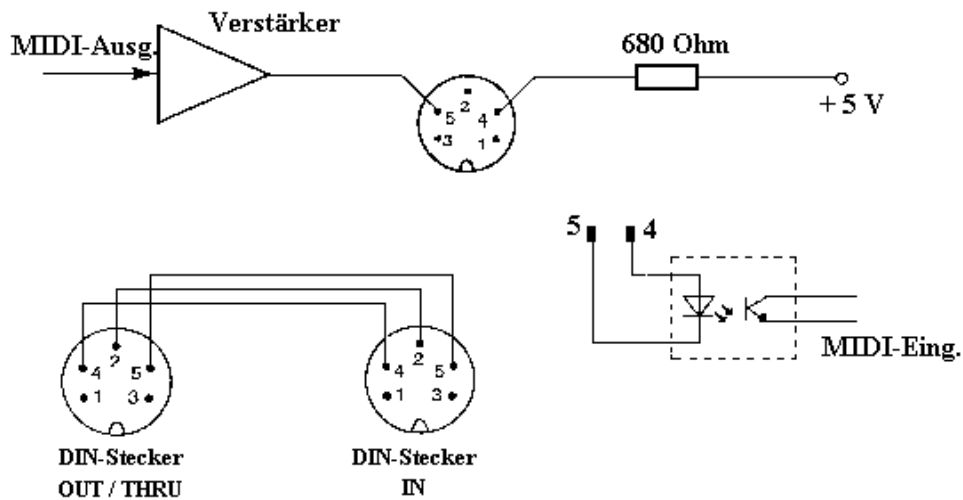 Verstärker
MIDI-Ausg.
680 Ohm
+ 5 V
2
5 4
3 1
5 4
MIDI-Eing.
2
4 5
1 3
2
4 5
1 3
DIN-Stecker
OUT / THRU
DIN-Stecker
IN